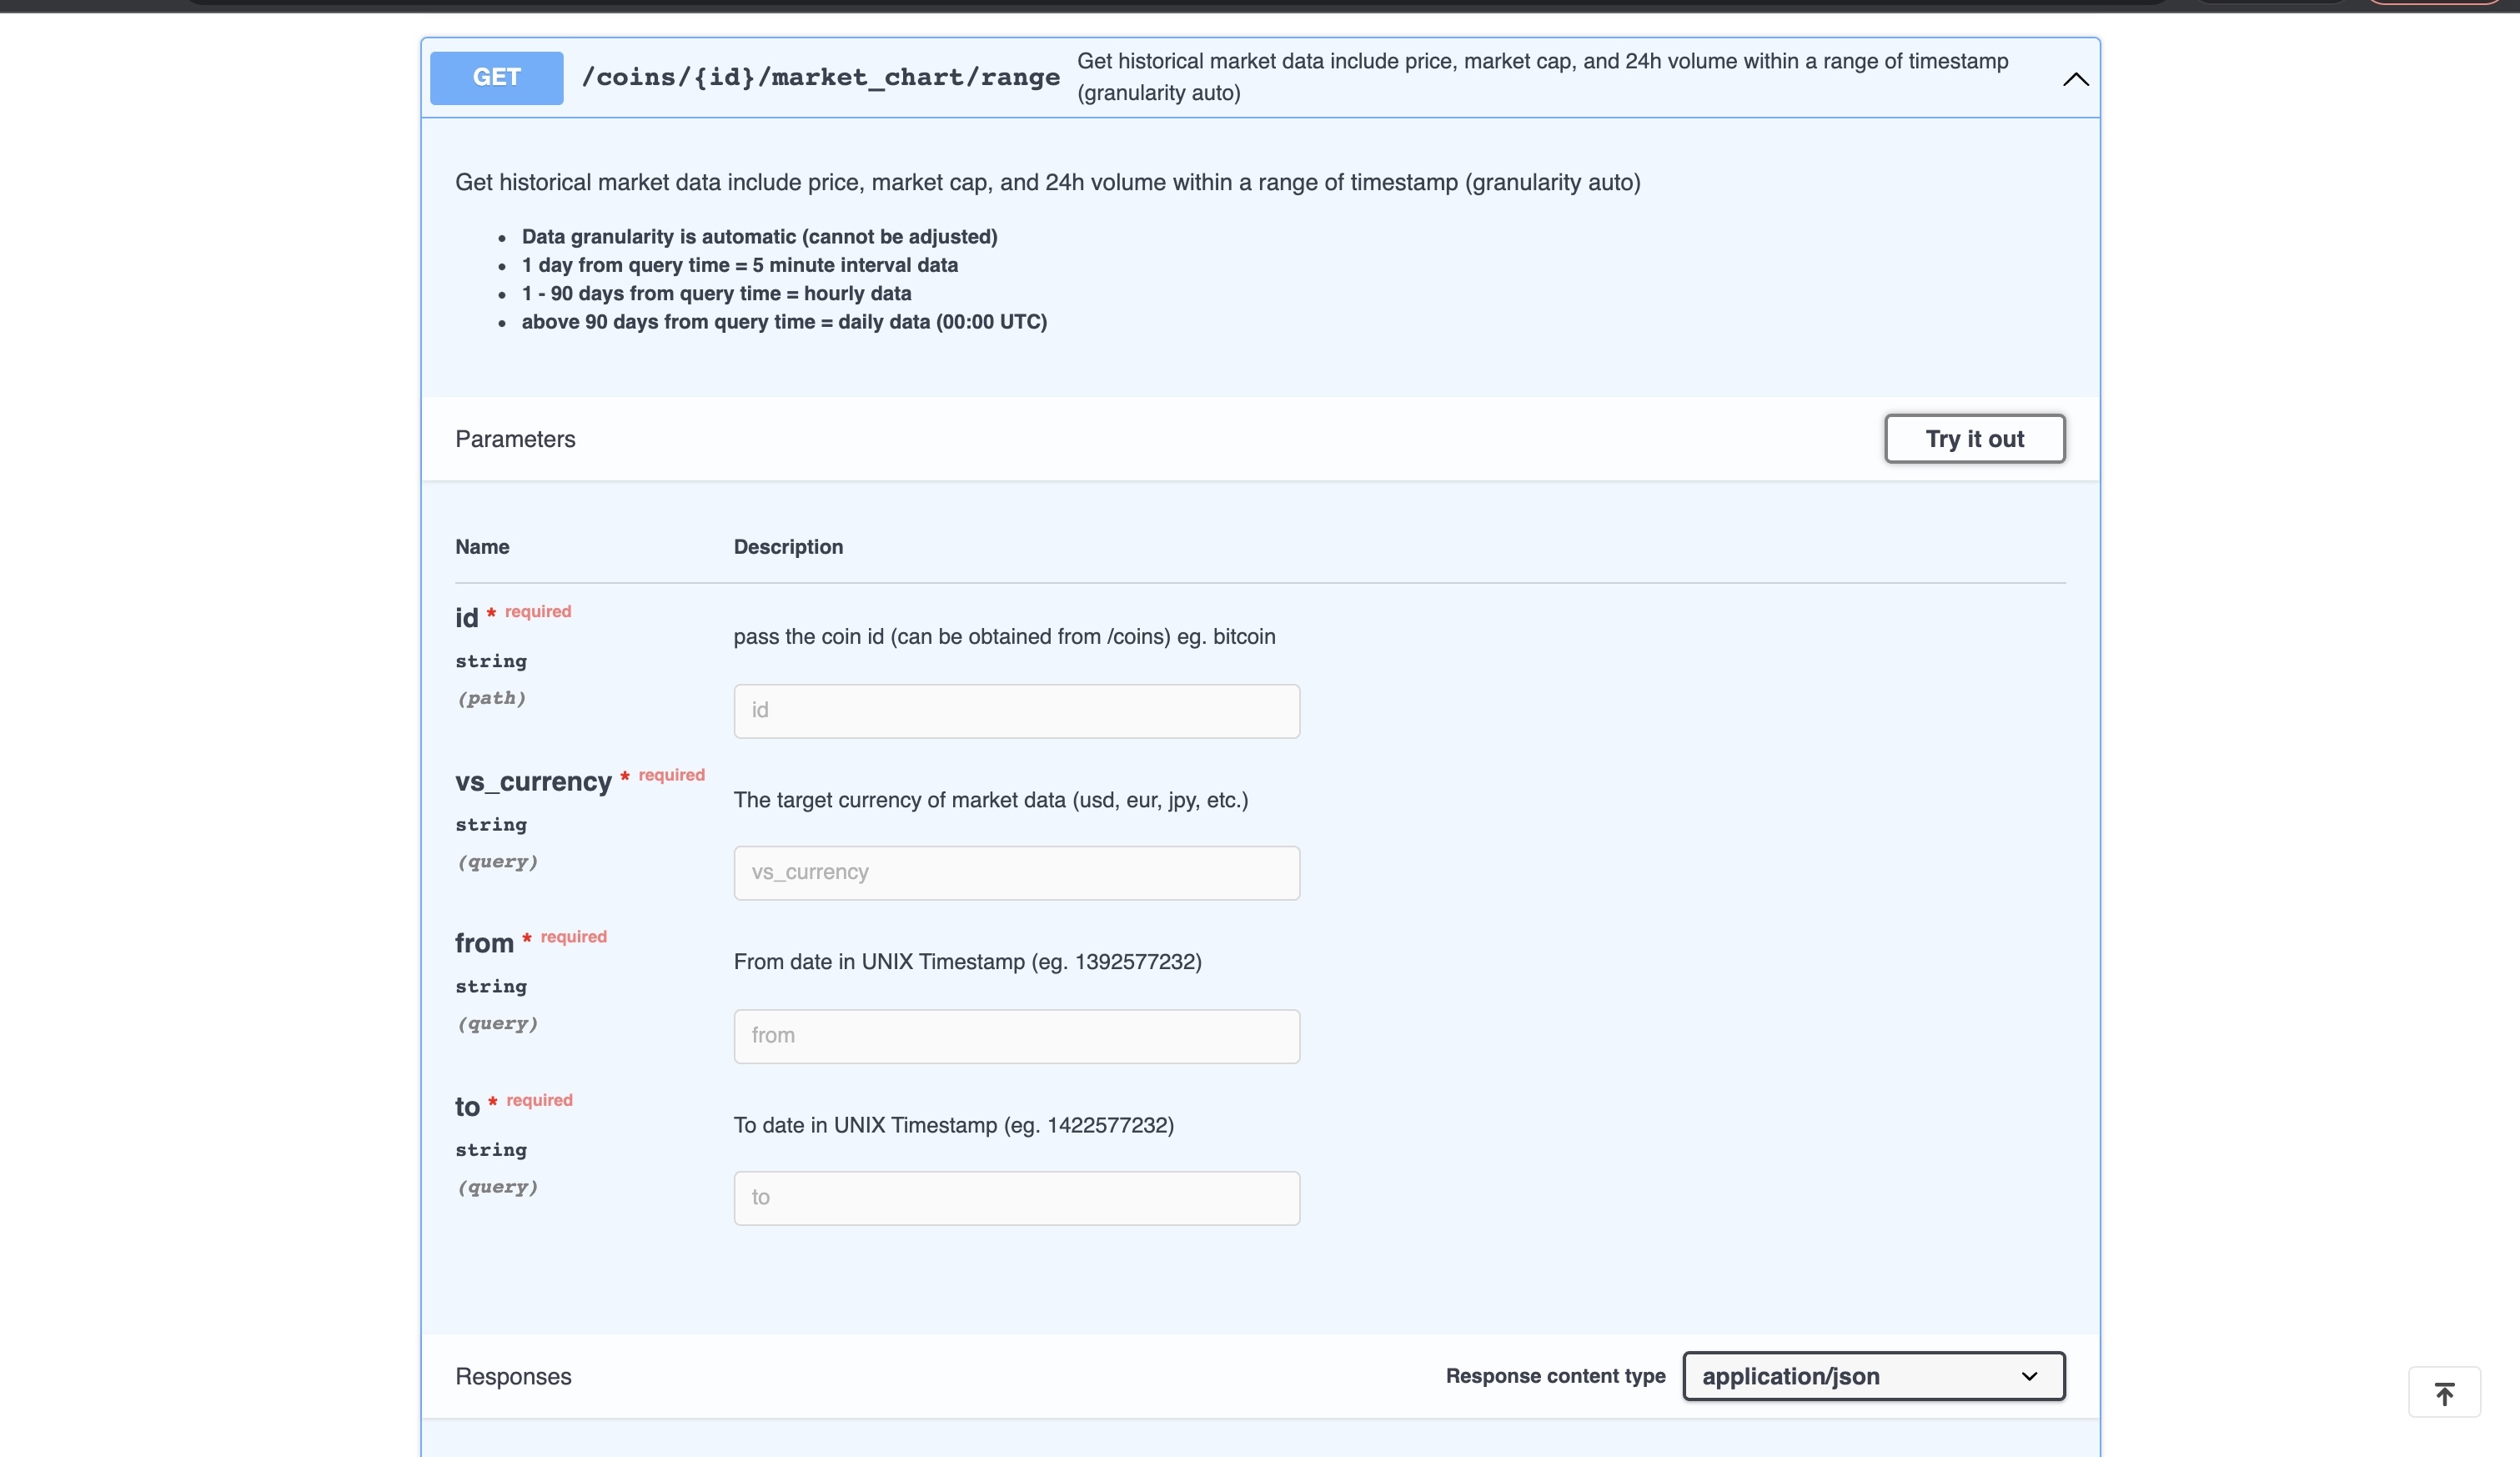 GET /coins/{id}/market_chart/range Get historical market data include price, market cap, and 24h volume within a range of timestamp
(granularity auto)
Get historical market data include price, market cap, and 24h volume within a range of timestamp (granularity auto)
• Data granularity is automatic (cannot be adjusted)
• 1 day from query time = 5 minute interval data
• 1 - 90 days from query time = hourly data
• above 90 days from query time = daily data (00:00 UTC)
Parameters Try it out
Name Description
id * required
pass the coin id (can be obtained from /coins) eg. bitcoin
string
(path)
id
vs_currency * required
The target currency of market data (usd, eur, jpy, etc.)
string
(query)
vs_currency
from * required
From date in UNIX Timestamp (eg. 1392577232)
string
(query)
from
to * required
To date in UNIX Timestamp (eg. 1422577232)
string
(query)
to
Responses Response content type application/json